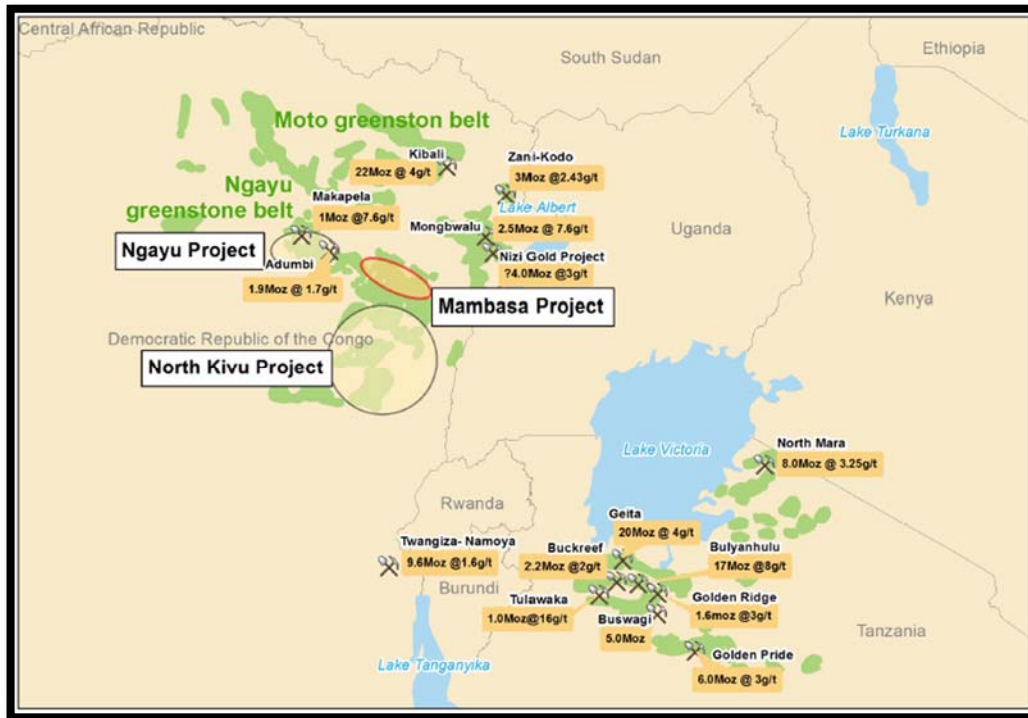 Central African Republic
South Sudan
Ethiopia
Lake Turkana
Moto greenston belt
Kibali
22Moz @ 4g/t
Zani-Kodo
3Moz @2.43g/t
Ngayu
greenstone belt
Makapela
1Moz @7.6g/t
Lake Albert
Mongbwalu
2.5Moz @ 7.6g/t
Uganda
Ngayu Project
Adumbi
1.9Moz @ 1.7g/t
Nizi Gold Project
?4.0Moz @3g/t
Mambasa Project
Kenya
Democratic Republic of the Congo
North Kivu Project
Lake Victoria
North Mara
8.0Moz @ 3.25g/t
Rwanda
Geita
20Moz @ 4g/t
Twangiza- Namoya
9.6Moz @1.6g/t
Buckreef
2.2Moz @2g/t
Bulyanhulu
17Moz @8g/t
Burundi
Tulawaka
1.0Moz@16g/t
Golden Ridge
1.6moz @3g/t
Buswagi
5.0Moz
Tanzania
Golden Pride
6.0Moz @ 3g/t
Lake Tanganyika